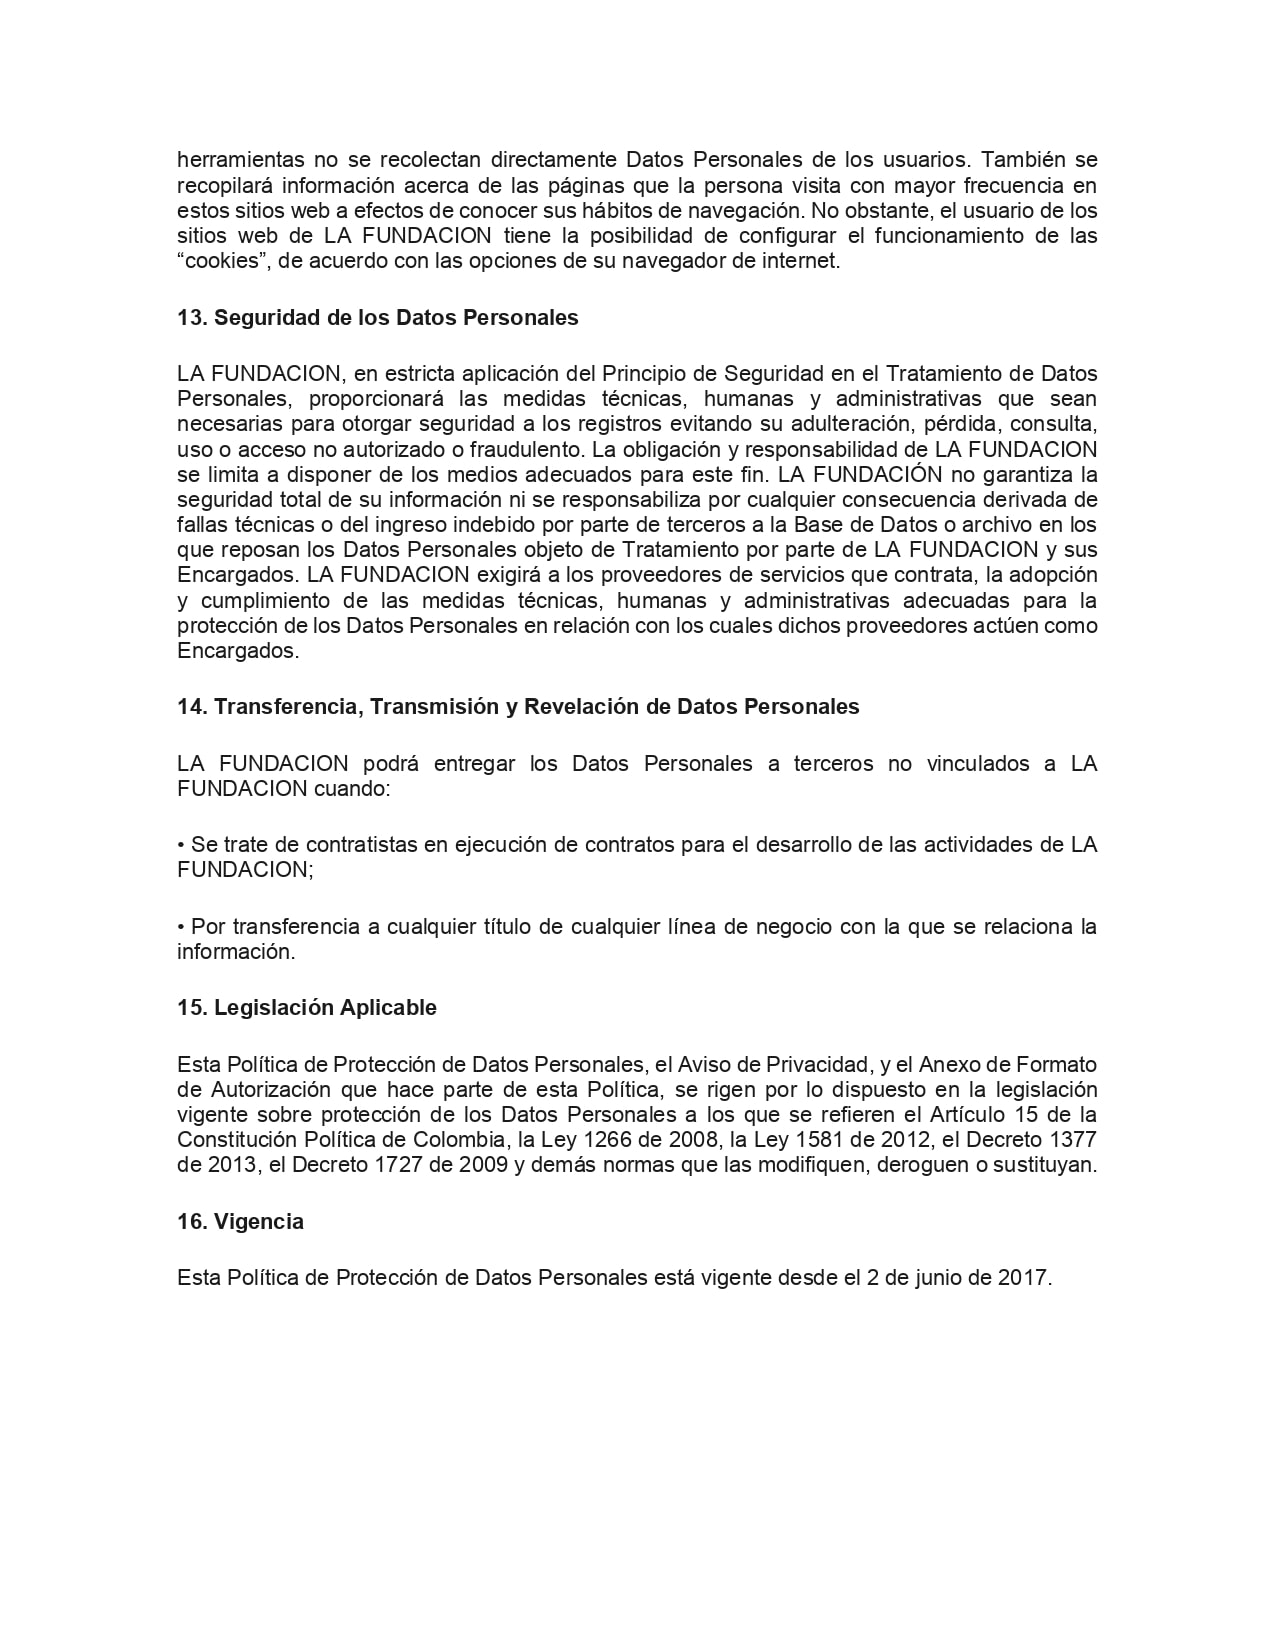 herramientas no se recolectan directamente Datos Personales de los usuarios. También se
recopilará información acerca de las páginas que la persona visita con mayor frecuencia en
estos sitios web a efectos de conocer sus hábitos de navegación. No obstante, el usuario de los
sitios web de LA FUNDACION tiene la posibilidad de configurar el funcionamiento de las
“cookies”, de acuerdo con las opciones de su navegador de internet.
13. Seguridad de los Datos Personales
LA FUNDACION, en estricta aplicación del Principio de Seguridad en el Tratamiento de Datos
Personales, proporcionará las medidas técnicas, humanas y administrativas que sean
necesarias para otorgar seguridad a los registros evitando su adulteración, pérdida, consulta,
uso o acceso no autorizado o fraudulento. La obligación y responsabilidad de LA FUNDACION
se limita a disponer de los medios adecuados para este fin. LA FUNDACIÓN no garantiza la
seguridad total de su información ni se responsabiliza por cualquier consecuencia derivada de
fallas técnicas o del ingreso indebido por parte de terceros a la Base de Datos o archivo en los
que reposan los Datos Personales objeto de Tratamiento por parte de LA FUNDACION y sus
Encargados. LA FUNDACION exigirá a los proveedores de servicios que contrata, la adopción
y cumplimiento de las medidas técnicas, humanas y administrativas adecuadas para la
protección de los Datos Personales en relación con los cuales dichos proveedores actúen como
Encargados.
14. Transferencia, Transmisión y Revelación de Datos Personales
LA FUNDACION podrá entregar los Datos Personales a terceros no vinculados a LA
FUNDACION cuando:
• Se trate de contratistas en ejecución de contratos para el desarrollo de las actividades de LA
FUNDACION;
• Por transferencia a cualquier título de cualquier línea de negocio con la que se relaciona la
información.
15. Legislación Aplicable
Esta Política de Protección de Datos Personales, el Aviso de Privacidad, y el Anexo de Formato
de Autorización que hace parte de esta Política, se rigen por lo dispuesto en la legislación
vigente sobre protección de los Datos Personales a los que se refieren el Artículo 15 de la
Constitución Política de Colombia, la Ley 1266 de 2008, la Ley 1581 de 2012, el Decreto 1377
de 2013, el Decreto 1727 de 2009 y demás normas que las modifiquen, deroguen o sustituyan.
16. Vigencia
Esta Política de Protección de Datos Personales está vigente desde el 2 de junio de 2017.